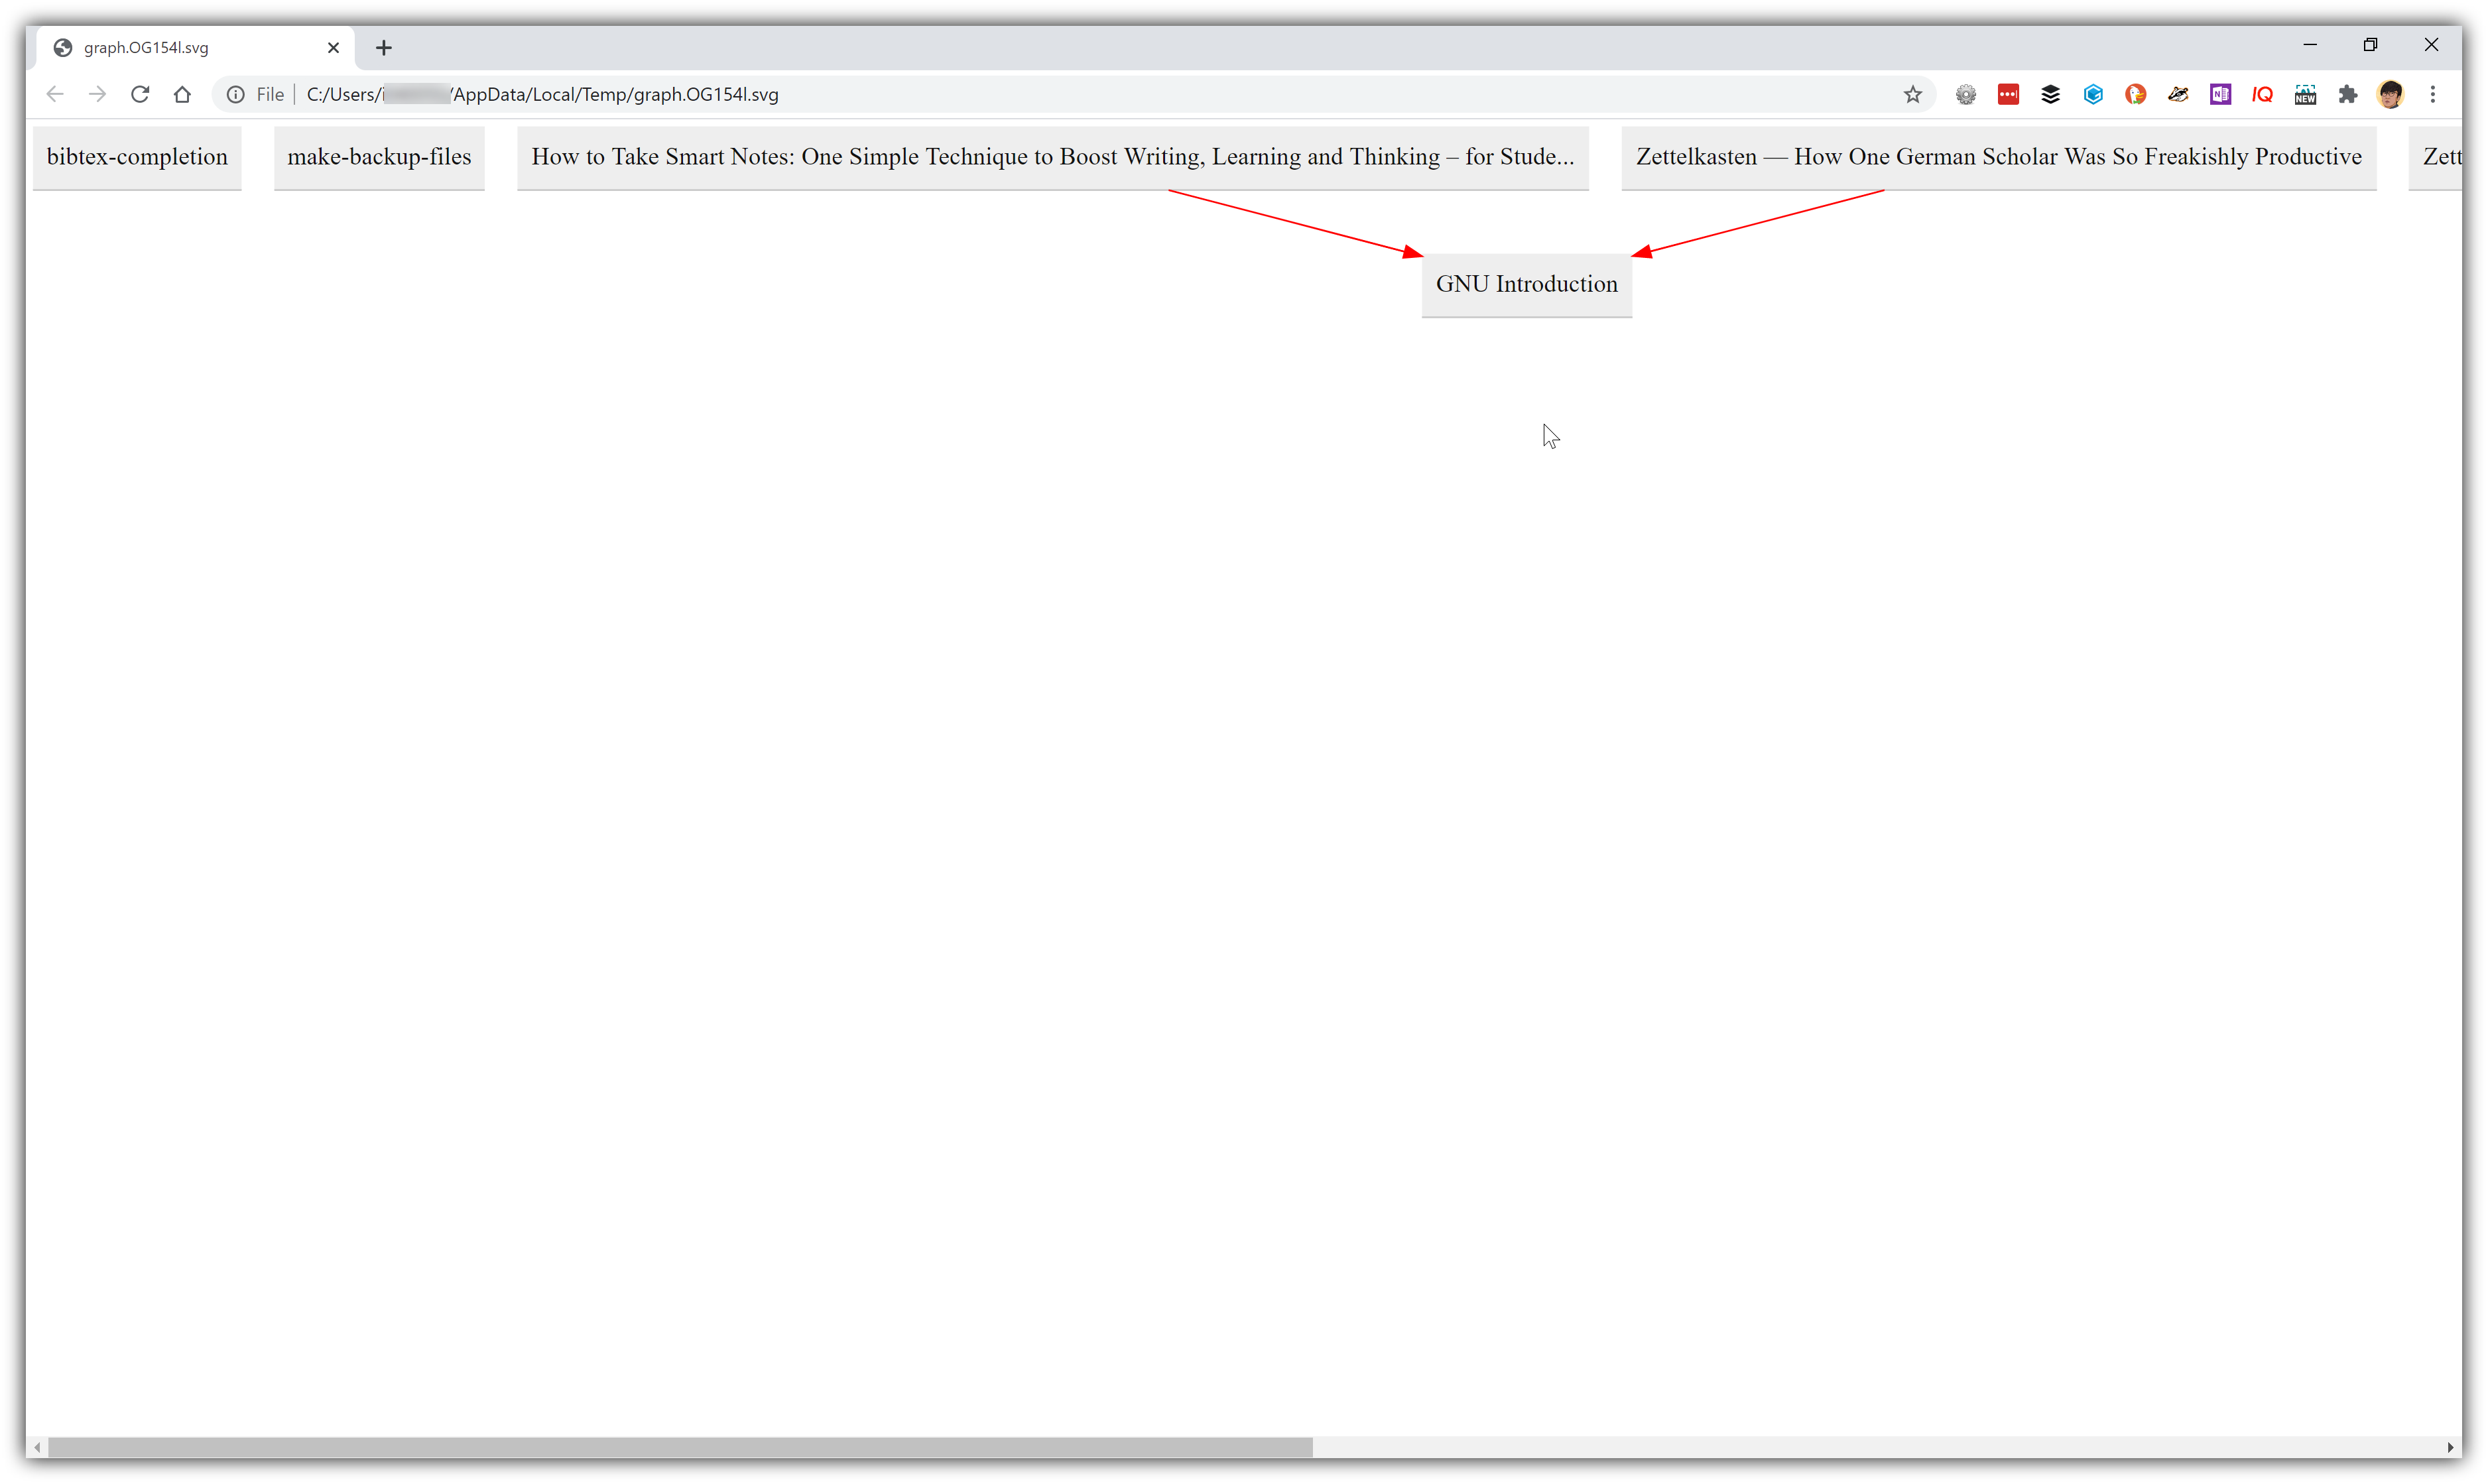 graph.OG154l.svg
File C:/Users/i /AppData/Local/Temp/graph.OG154l.svg
N
IQ
NEW
bibtex-completion
make-backup-files
How to Take Smart Notes: One Simple Technique to Boost Writing, Learning and Thinking – for Stude...
Zettelkasten — How One German Scholar Was So Freakishly Productive
Zett
GNU Introduction